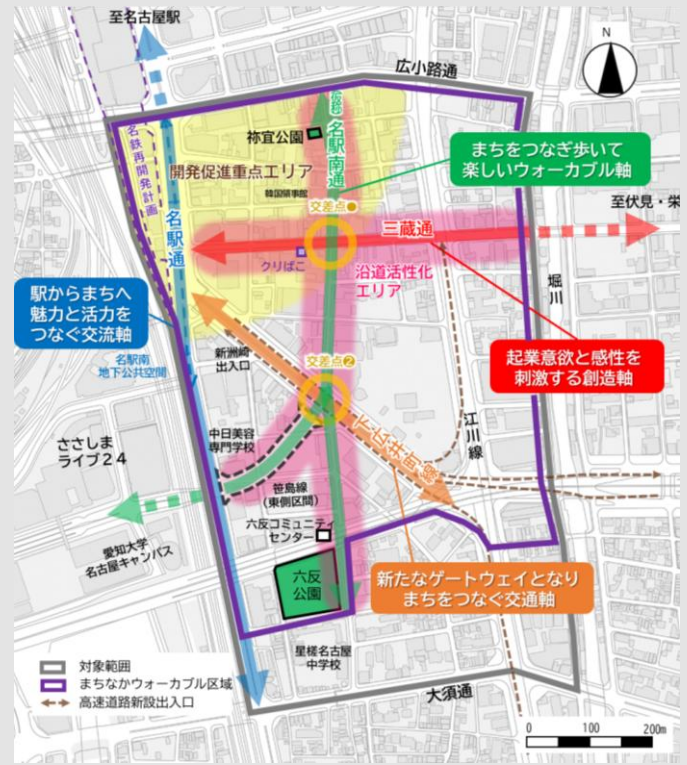 至名古屋駅
広小路通
N
名鉄再開発計画
祢宜公園
名駅南通
まちをつなぎ歩いて
楽しいウォーカブル軸
開発促進重点エリア
韓国領事館
至伏見・栄
交差点●
三蔵通
名駅通
クリばこ
沿道活性化
エリア
堀川
駅からまちへ
魅力と活力を
つなぐ交流軸
名駅南
地下公共空間
新洲崎
出入口
交差点❷
起業意欲と感性を
刺激する創造軸
下広井町線
江川線
ささしま
ライブ24
中日美容
専門学校
笹島線
(東側区間)
六反コミュニティ
センター
愛知大学
名古屋キャンパス
六反
公園
新たなゲートウェイとなり
まちをつなぐ交通軸
星槎名古屋
中学校
大須通
対象範囲
まちなかウォーカブル区域
高速道路新設出入口
0 100 200m